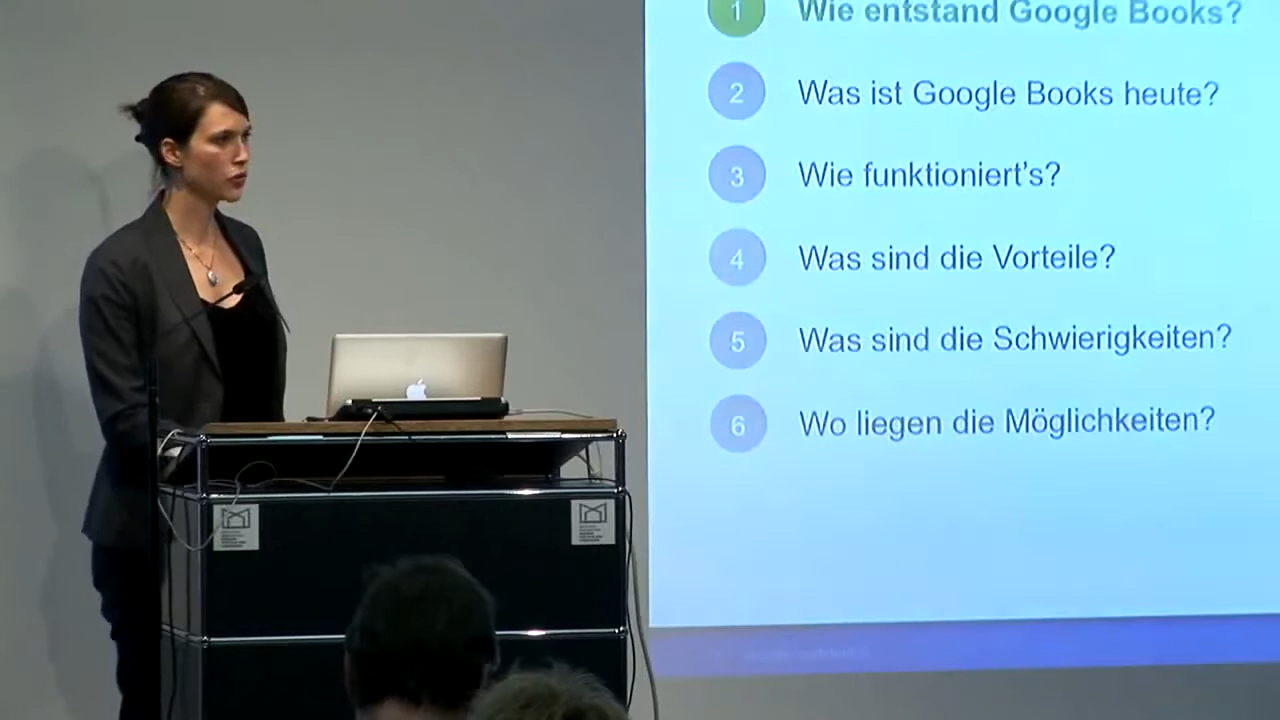 1 Wie entstand Google Books?
2 Was ist Google Books heute?
3 Wie funktioniert's?
4 Was sind die Vorteile?
5 Was sind die Schwierigkeiten?
6 Wo liegen die Möglichkeiten?